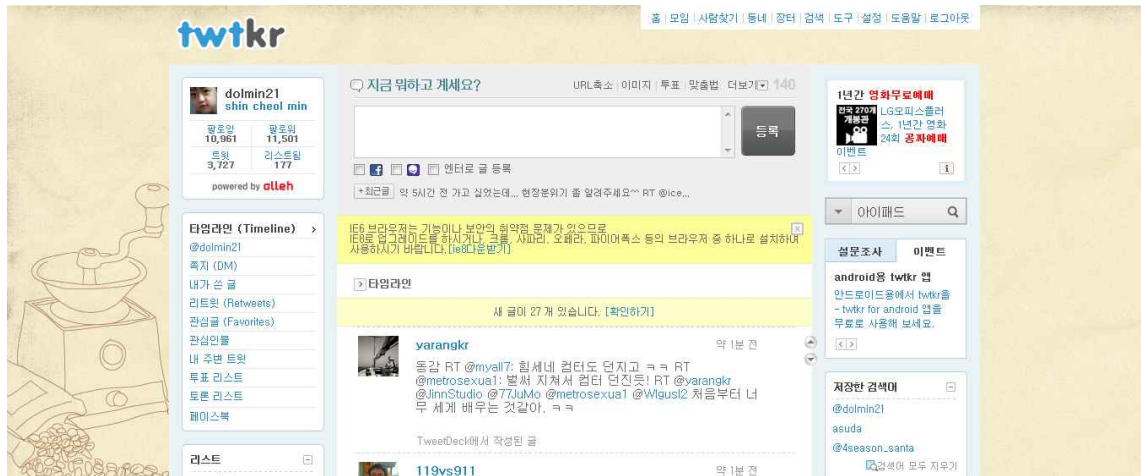 twtkr
홈 | 모임 | 사람찾기 | 동네 | 장터 | 검색 | 도구 | 설정 | 도움말 | 로그아웃
dolmin21
shin cheol min
팔로잉 팔로워
10,961 11,501
트윗 리스트됨
3,727 177
powered by olleh
타임라인 (Timeline) >
@dolmin21
쪽지 (DM)
내가 쓴 글
리트윗 (Retweets)
관심글 (Favorites)
관심인물
내 주변 트윗
투표 리스트
토론 리스트
페이스북
리스트
지금 뭐하고 계세요?
URL축소 | 이미지 | 투표 | 맞춤법 더보기 140
등록
엔터로 글 등록
+최근글 약 5시간 전 가고 싶었는데... 현장분위기 좀 알려주세요^^ RT @ice...
IE6 브라우저는 기능이나 보안의 취약점 문제가 있으므로
IE8로 업그레이드를 하시거나, 크롬, 사파리, 오페라, 파이어폭스 등의 브라우저 중 하나로 설치하여
사용하시기 바랍니다.[ie8다운받기]
타임라인
새 글이 27 개 있습니다. [확인하기]
yarangkr 약 1분 전
동감 RT @myall7: 힘세네 컴터도 던지고 ㅋㅋ RT
@metrosexua1: 벌써 지쳐서 컴터 던진듯! RT @yarangkr
@JinnStudio @77JuMo @metrosexua1 @Wlgusl2 처음부터 너
무 세게 배우는 것같아. ㅋㅋ
TweetDeck에서 작성된 글
119ys911 약 1분 전
1년간 영화무료예매
전국 270개
개봉관
LG오피스플러
스, 1년간 영화
24회 공짜예매
이벤트
아이패드
설문조사 이벤트
android용 twtkr 앱
안드로이드용에서 twtkr을
- twtkr for android 앱을
무료로 사용해 보세요.
저장한 검색어
@dolmin21
asuda
@4season_santa
검색어 모두 지우기